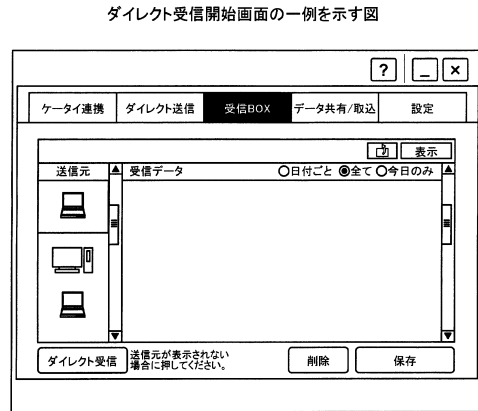 ダイレクト受信開始画面の一例を示す図
? _ ×
ケータイ連携 ダイレクト送信 受信BOX データ共有/取込 設定
表示
送信元 受信データ 日付ごと 全て 今日のみ
ダイレクト受信 送信元が表示されない
場合に押してください。
削除 保存